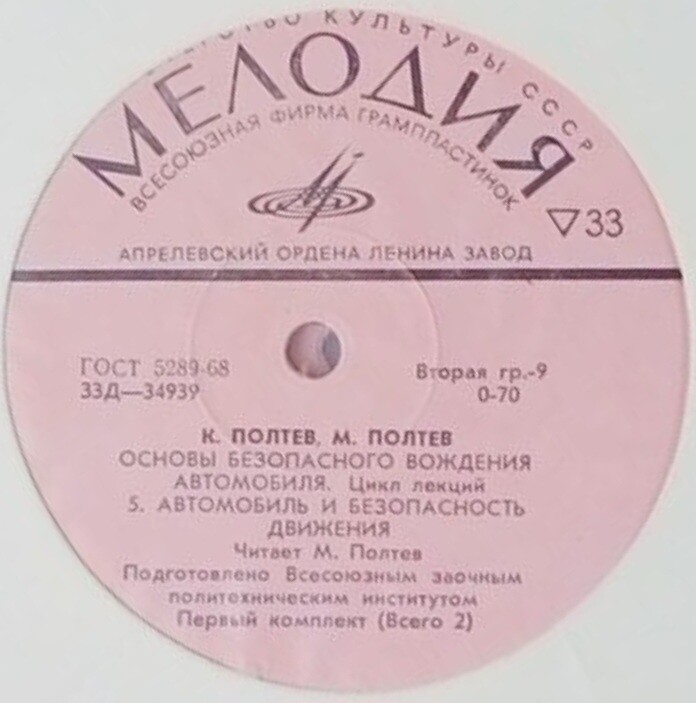 КУЛЬТУРЫ СССР
МЕЛОДИЯ
ВСЕСОЮЗНАЯ ФИРМА ГРАМПЛАСТИНОК
33
АПРЕЛЕВСКИЙ ОРДЕНА ЛЕНИНА ЗАВОД
ГОСТ 5289-68
Вторая гр.-9
33Д—34939
0-70
К. ПОЛТЕВ, М. ПОЛТЕВ
ОСНОВЫ БЕЗОПАСНОГО ВОЖДЕНИЯ
АВТОМОБИЛЯ. Цикл лекций
5. АВТОМОБИЛЬ И БЕЗОПАСНОСТЬ
ДВИЖЕНИЯ
Читает М. Полтев
Подготовлено Всесоюзным заочным
политехническим институтом
Первый комплект (Всего 2)